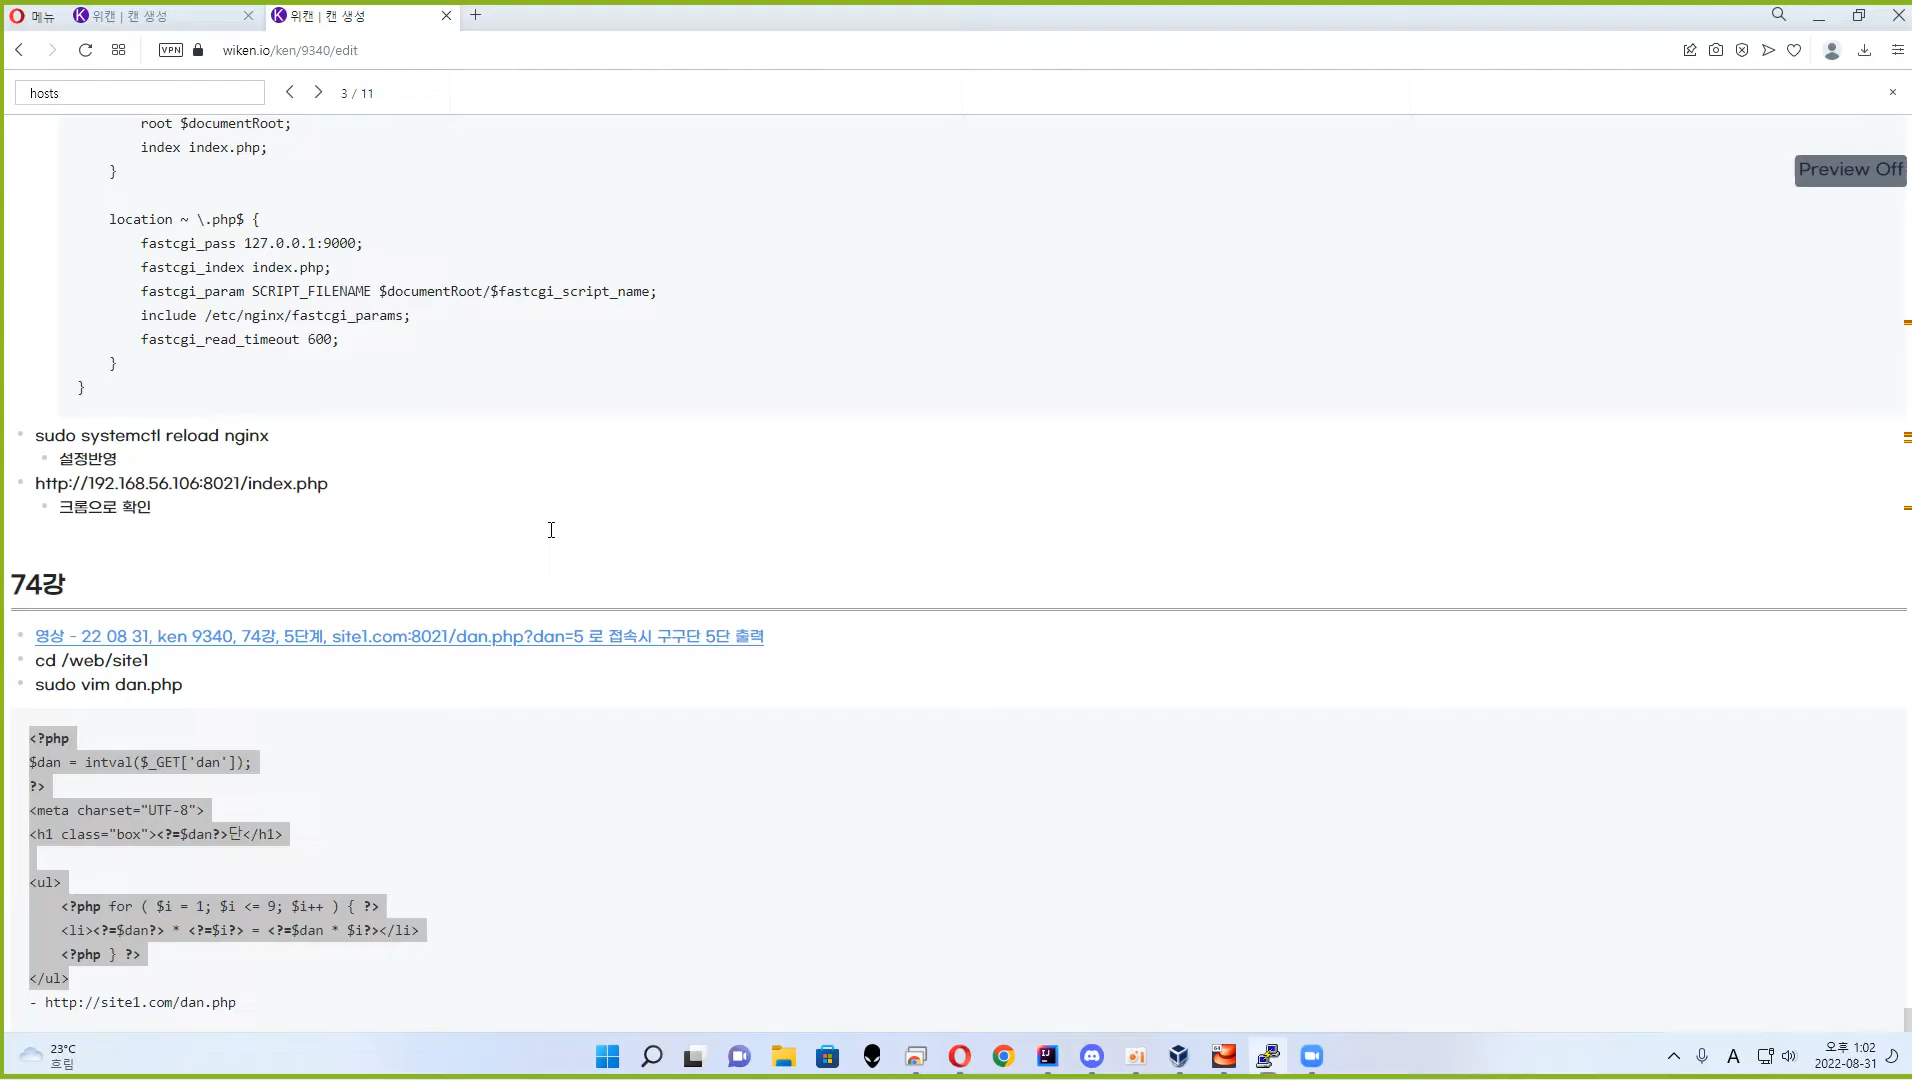 메뉴
위캔 | 캔 생성
위캔 | 캔 생성
VPN
wiken.io/ken/9340/edit
hosts
3 / 11
root $documentRoot;
index index.php;
}
Preview Off
location ~ \.php$ {
fastcgi_pass 127.0.0.1:9000;
fastcgi_index index.php;
fastcgi_param SCRIPT_FILENAME $documentRoot/$fastcgi_script_name;
include /etc/nginx/fastcgi_params;
fastcgi_read_timeout 600;
}
}
sudo systemctl reload nginx
설정반영
http://192.168.56.106:8021/index.php
크롬으로 확인
74강
영상 - 22 08 31, ken 9340, 74강, 5단계, site1.com:8021/dan.php?dan=5 로 접속시 구구단 5단 출력
cd /web/site1
sudo vim dan.php
<?php
$dan = intval($_GET['dan']);
?>
<meta charset="UTF-8">
<h1 class="box"><?=$dan?>단</h1>
<ul>
<?php for ( $i = 1; $i <= 9; $i++ ) { ?>
<li><?=$dan?> * <?=$i?> = <?=$dan * $i?></li>
<?php } ?>
</ul>
- http://site1.com/dan.php
23°C
흐림
A
오후 1:02
2022-08-31